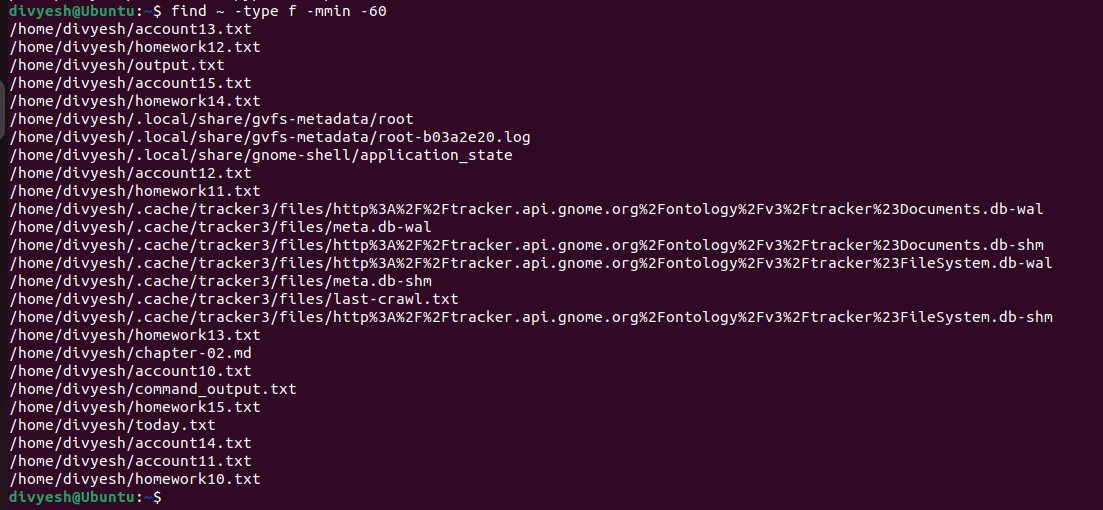 divyesh@Ubuntu:~$ find ~ -type f -mmin -60
/home/divyesh/account13.txt
/home/divyesh/homework12.txt
/home/divyesh/output.txt
/home/divyesh/account15.txt
/home/divyesh/homework14.txt
/home/divyesh/.local/share/gvfs-metadata/root
/home/divyesh/.local/share/gvfs-metadata/root-b03a2e20.log
/home/divyesh/.local/share/gnome-shell/application_state
/home/divyesh/account12.txt
/home/divyesh/homework11.txt
/home/divyesh/.cache/tracker3/files/http%3A%2F%2Ftracker.api.gnome.org%2Fontology%2Fv3%2Ftracker%23Documents.db-wal
/home/divyesh/.cache/tracker3/files/meta.db-wal
/home/divyesh/.cache/tracker3/files/http%3A%2F%2Ftracker.api.gnome.org%2Fontology%2Fv3%2Ftracker%23Documents.db-shm
/home/divyesh/.cache/tracker3/files/http%3A%2F%2Ftracker.api.gnome.org%2Fontology%2Fv3%2Ftracker%23FileSystem.db-wal
/home/divyesh/.cache/tracker3/files/meta.db-shm
/home/divyesh/.cache/tracker3/files/last-crawl.txt
/home/divyesh/.cache/tracker3/files/http%3A%2F%2Ftracker.api.gnome.org%2Fontology%2Fv3%2Ftracker%23FileSystem.db-shm
/home/divyesh/homework13.txt
/home/divyesh/chapter-02.md
/home/divyesh/account10.txt
/home/divyesh/command_output.txt
/home/divyesh/homework15.txt
/home/divyesh/today.txt
/home/divyesh/account14.txt
/home/divyesh/account11.txt
/home/divyesh/homework10.txt
divyesh@Ubuntu:~$